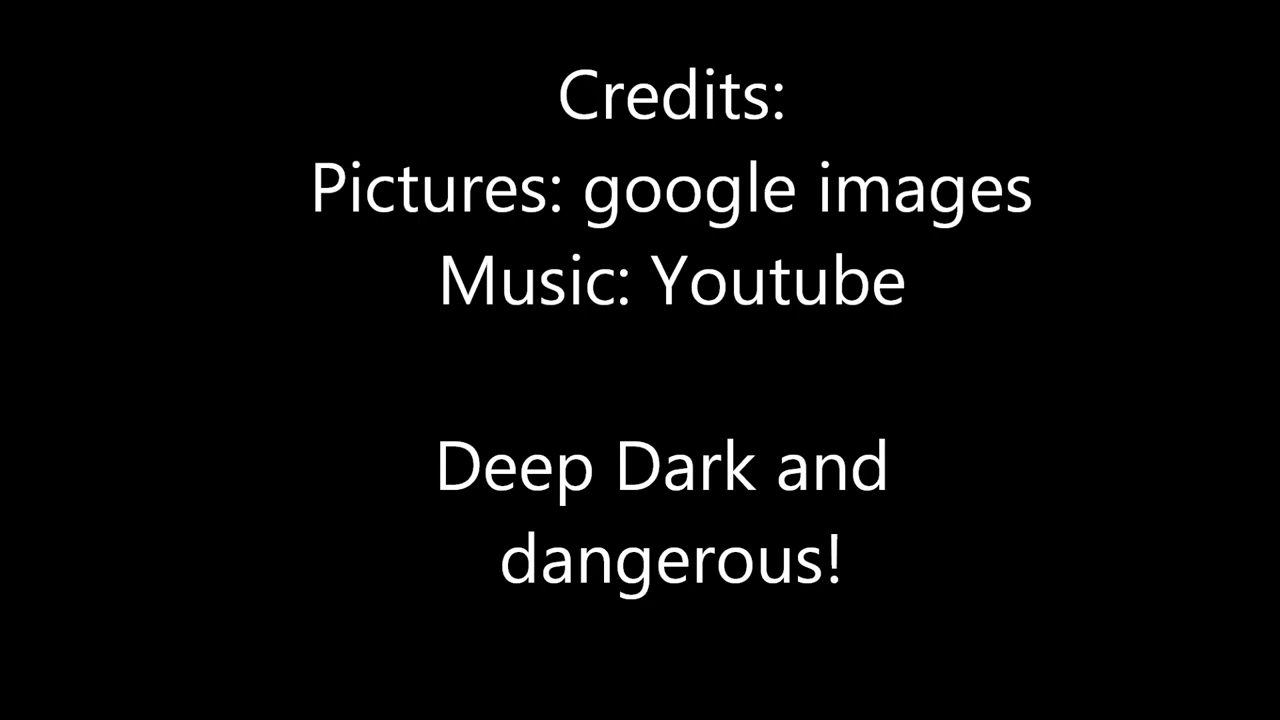 Credits:
Pictures: google images
Music: Youtube
Deep Dark and
dangerous!